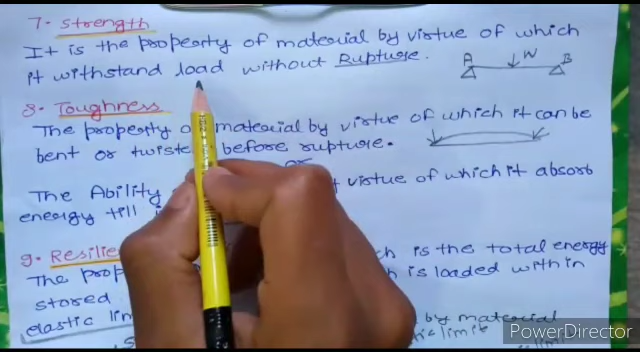 7- Strength
It is the property of material by virtue of which
it withstand load without Rupture.
A W B
8- Toughness
The property o material by virtue of which it can be
bent or twiste before rupture.
or
The Ability virtue of which it absorb
energy till
9- Resilie
The prop ch is the total energy
stored is loaded within
elastic lim by material
PowerDirector